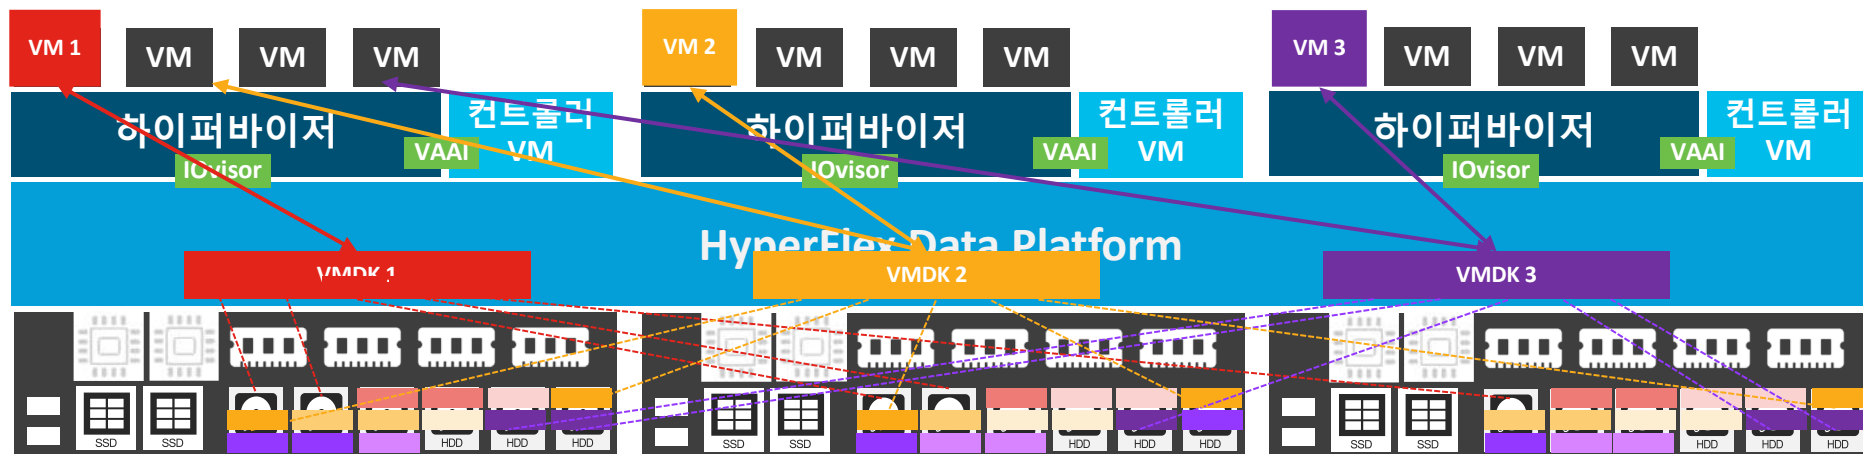 VM 1
VM
VM
VM
VM 2
VM
VM
VM
VM 3
VM
VM
VM
하이퍼바이저
IOvisor
VAAI
컨트롤러
VM
하이퍼바이저
IOvisor
VAAI
컨트롤러
VM
하이퍼바이저
IOvisor
VAAI
컨트롤러
VM
HyperFlex Data Platform
VMDK 1
VMDK 2
VMDK 3
SSD
SSD
HDD
HDD
HDD
SSD
SSD
HDD
HDD
HDD
SSD
SSD
HDD
HDD
HDD